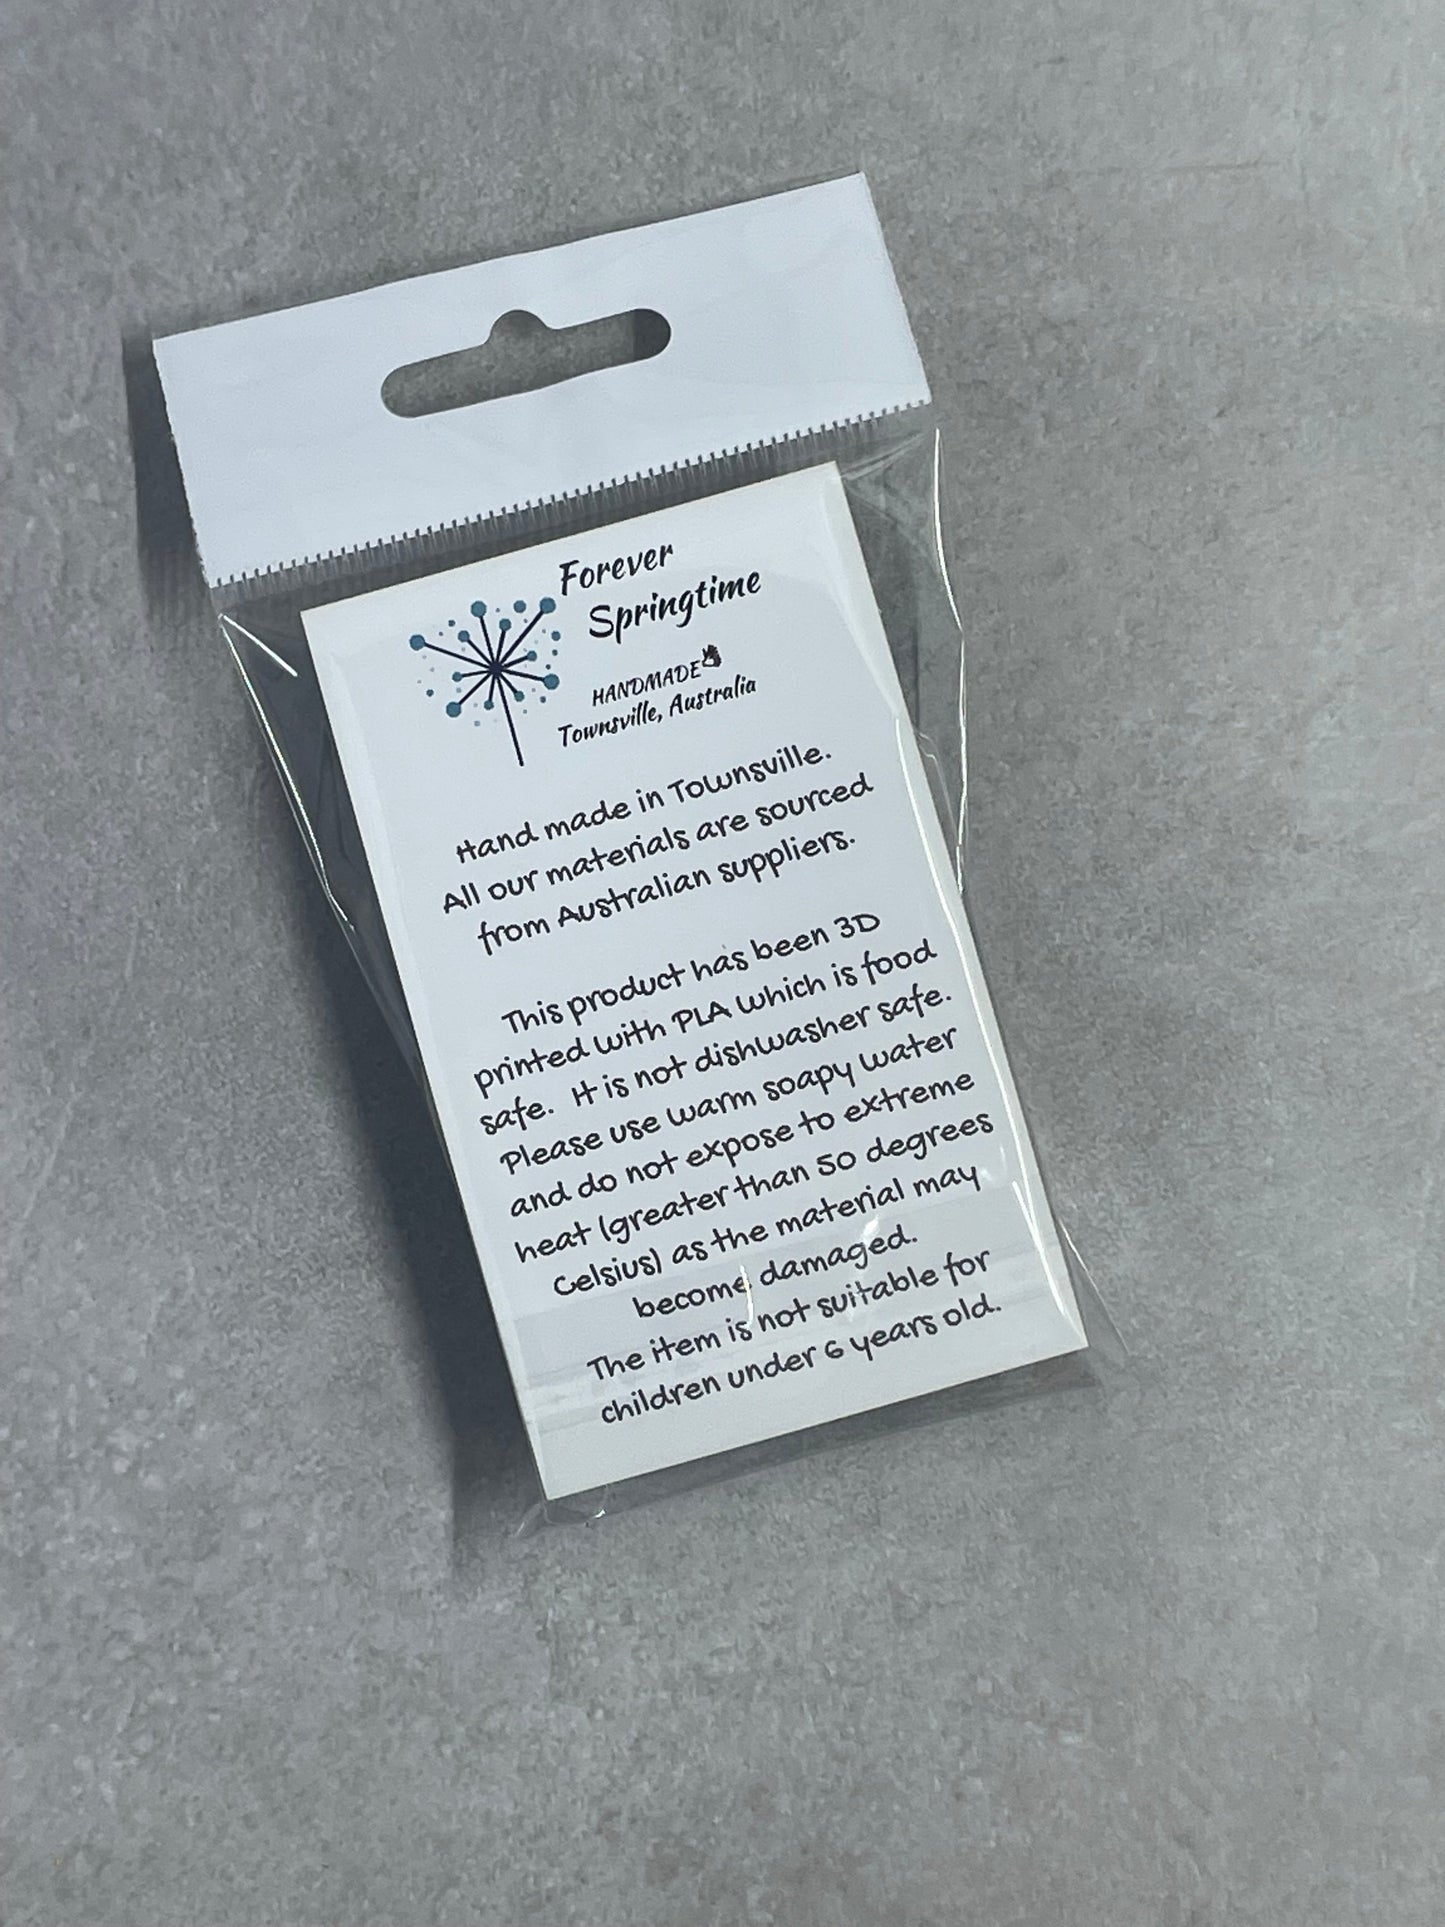 Forever
Springtime
HANDMADE
Townsville, Australia
Hand made in Townsville.
All our materials are sourced
from Australian suppliers.
This product has been 3D
printed with PLA which is food
safe. It is not dishwasher safe.
Please use warm soapy water
and do not expose to extreme
heat (greater than 50 degrees
Celsius) as the material may
become damaged.
The item is not suitable for
children under 6 years old.